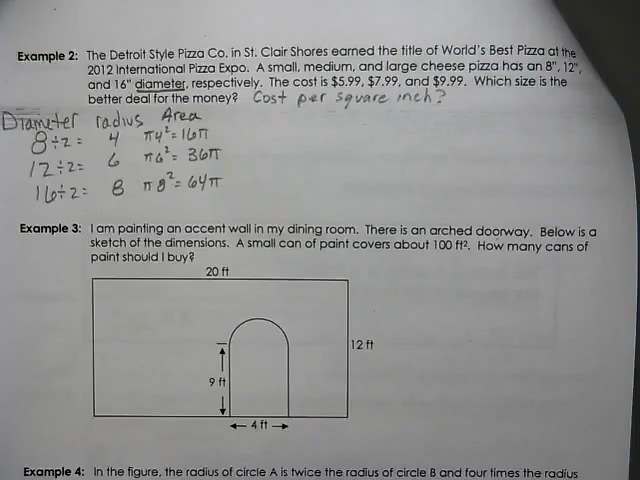 Example 2: The Detroit Style Pizza Co. in St. Clair Shores earned the title of World's Best Pizza at the
2012 International Pizza Expo. A small, medium, and large cheese pizza has an 8", 12",
and 16" diameter, respectively. The cost is $5.99, $7.99, and $9.99. Which size is the
better deal for the money? Cost per square inch?
Diameter radius Area
8÷2= 4 π4²=16π
12÷2= 6 π6²= 36π
16÷2= 8 π8²=64π
Example 3: I am painting an accent wall in my dining room. There is an arched doorway. Below is a
sketch of the dimensions. A small can of paint covers about 100 ft². How many cans of
paint should I buy?
20 ft
12 ft
9 ft
4 ft
Example 4: In the figure, the radius of circle A is twice the radius of circle B and four times the radius